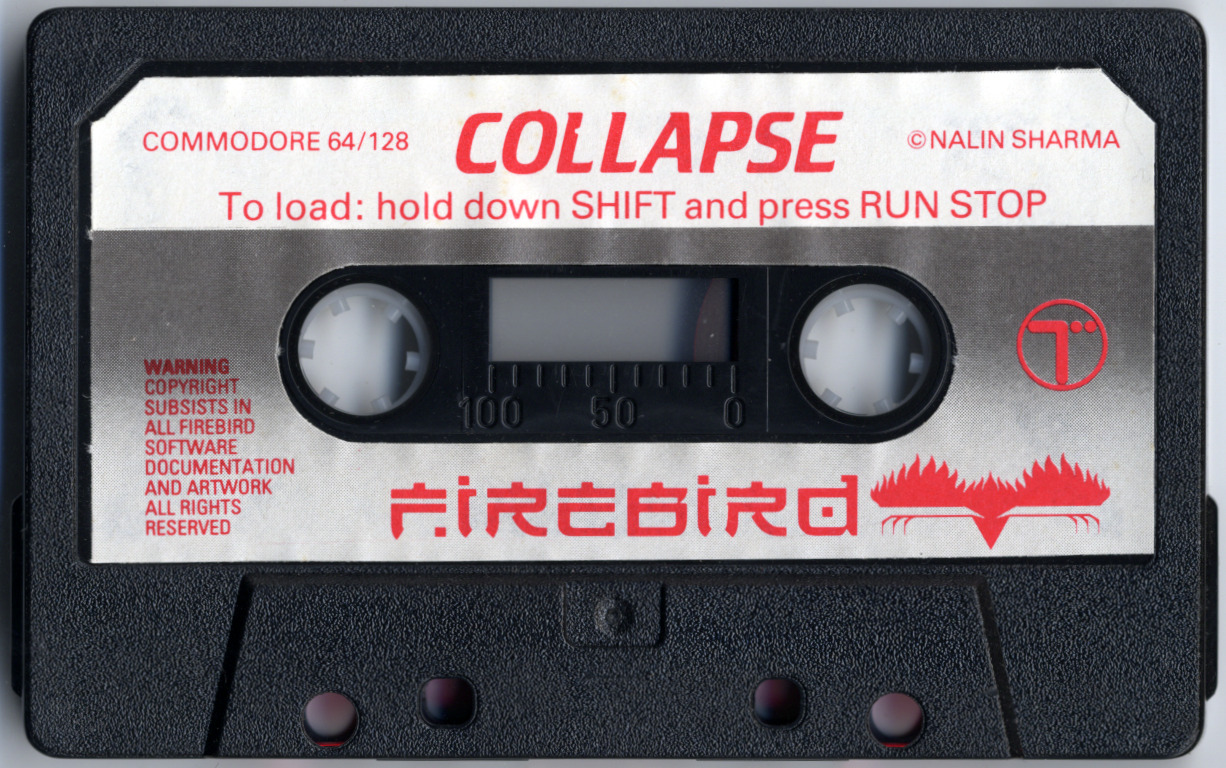 COMMODORE 64/128
COLLAPSE
©NALIN SHARMA
To load: hold down SHIFT and press RUN STOP
T
100 50 0
WARNING
COPYRIGHT
SUBSISTS IN
ALL FIREBIRD
SOFTWARE
DOCUMENTATION
AND ARTWORK
ALL RIGHTS
RESERVED
FIREBIRD